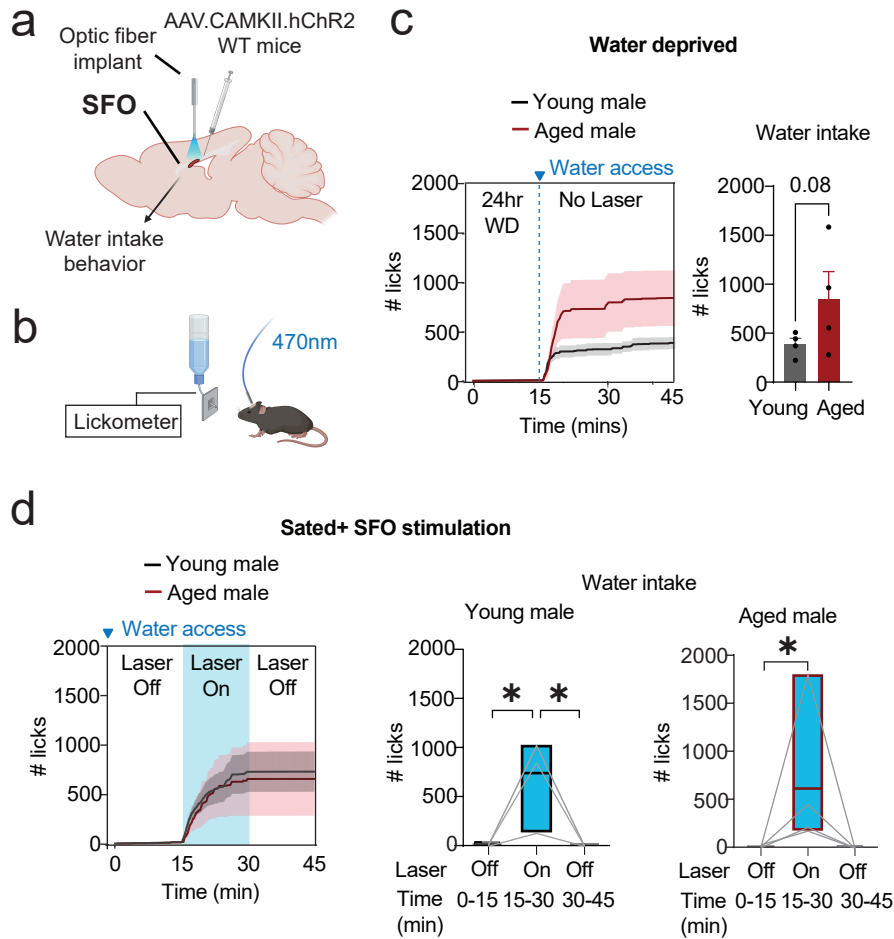 a
AAV.CAMKII.hChR2
WT mice
Optic fiber
implant
SFO
Water intake
behavior
b
470nm
Lickometer
c
Water deprived
Young male
Aged male
Water access
2000
1500
1000
500
0
# licks
24hr
WD
No Laser
0
15
30
45
Time (mins)
Water intake
2000
1500
1000
500
0
# licks
0.08
Young
Aged
d
Sated+ SFO stimulation
Young male
Aged male
Water access
2000
1500
1000
500
0
# licks
Laser
Off
Laser
On
Laser
Off
0
15
30
45
Time (min)
Water intake
Young male
2000
1500
1000
500
0
# licks
* *
Laser Off On Off
Time 0-15 15-30 30-45
(min)
Aged male
2000
1500
1000
500
0
# licks
*
Laser Off On Off
Time 0-15 15-30 30-45
(min)